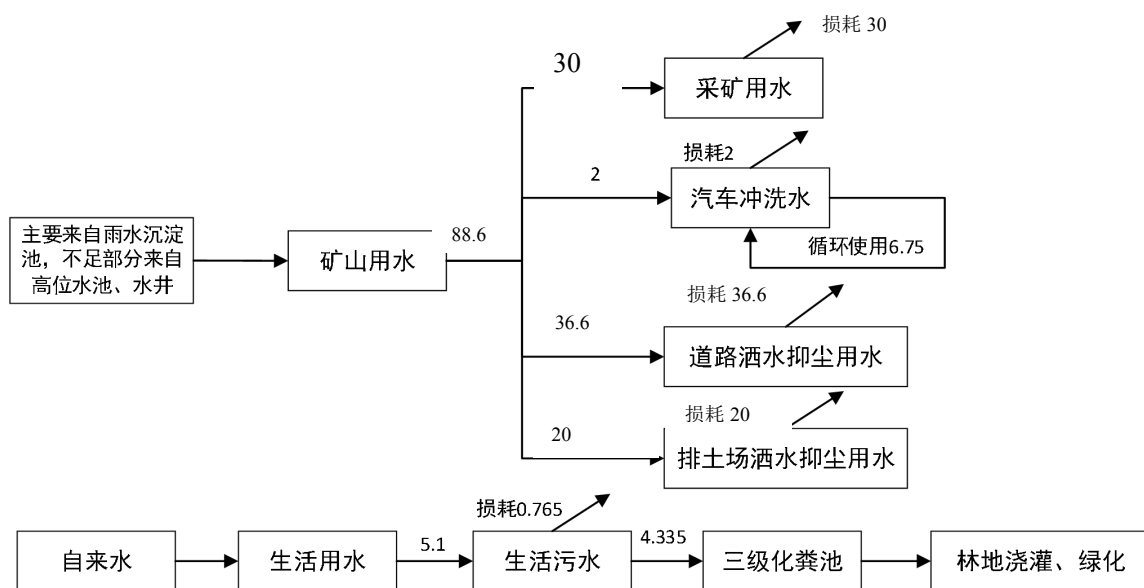 损耗 30
30
采矿用水
损耗2
2
汽车冲洗水
主要来自雨水沉淀
池，不足部分来自
高位水池、水井
矿山用水
88.6
循环使用6.75
损耗 36.6
36.6
道路洒水抑尘用水
损耗 20
20
排土场洒水抑尘用水
损耗0.765
自来水
生活用水
5.1
生活污水
4.335
三级化粪池
林地浇灌、绿化